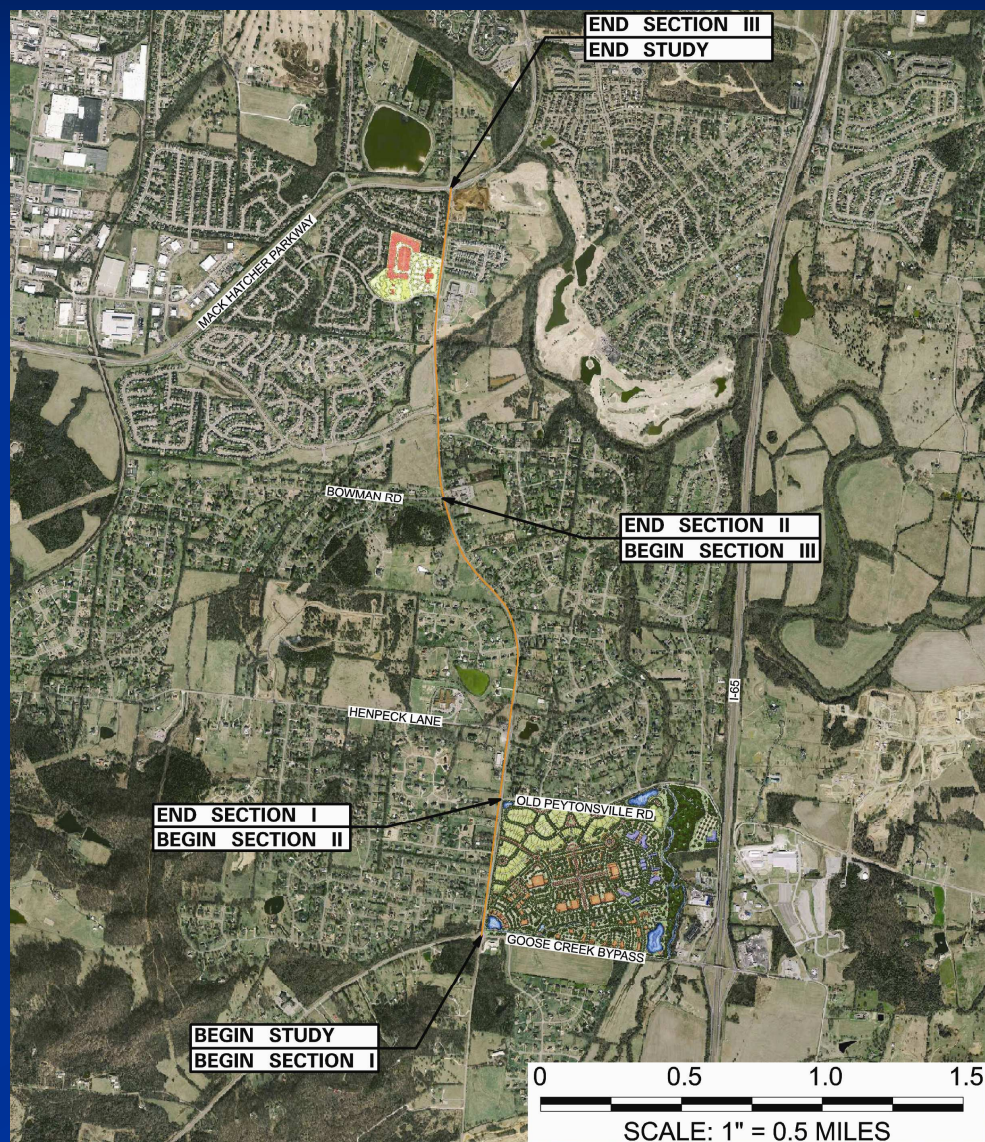 END SECTION III
END STUDY
MACK HATCHER PARKWAY
BOWMAN RD
END SECTION II
BEGIN SECTION III
I-65
HENPECK LANE
END SECTION I
BEGIN SECTION II
OLD PEYTONSVILLE RD
GOOSE CREEK BYPASS
BEGIN STUDY
BEGIN SECTION I
0 0.5 1.0 1.5
SCALE: 1" = 0.5 MILES